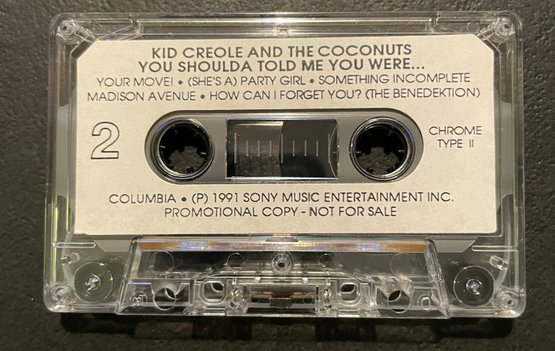 KID CREOLE AND THE COCONUTS
YOU SHOULDA TOLD ME YOU WERE...
YOUR MOVE! • (SHE'S A) PARTY GIRL • SOMETHING INCOMPLETE
MADISON AVENUE • HOW CAN I FORGET YOU? (THE BENEDEKTION)
2
CHROME
TYPE II
COLUMBIA • (P) 1991 SONY MUSIC ENTERTAINMENT INC.
PROMOTIONAL COPY - NOT FOR SALE